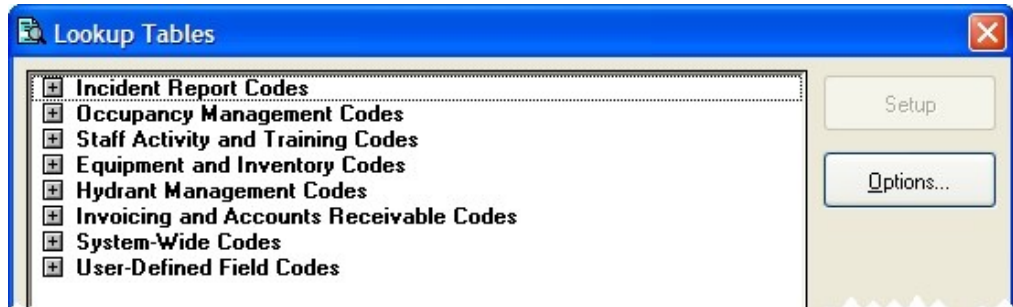 Lookup Tables
Incident Report Codes
Occupancy Management Codes
Staff Activity and Training Codes
Equipment and Inventory Codes
Hydrant Management Codes
Invoicing and Accounts Receivable Codes
System-Wide Codes
User-Defined Field Codes
Setup
Options...